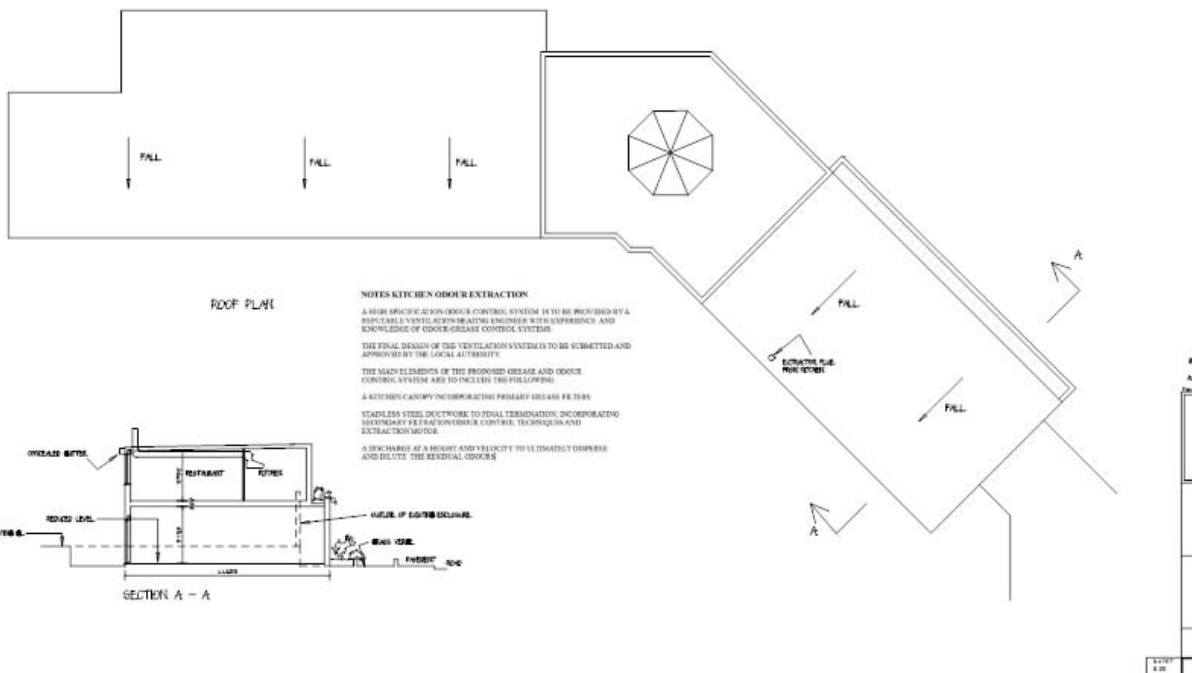 FALL
FALL
FALL
A
ROOF PLAN
NOTES KITCHEN ODOUR EXTRACTION
A HIGH SPECIFICATION ODOUR CONTROL SYSTEM IS TO BE PROVIDED BY A
REPUTABLE VENTILATION/HEATING ENGINEER WITH EXPERIENCE AND
KNOWLEDGE OF ODOUR/GREASE CONTROL SYSTEMS
THE FINAL DESIGN OF THE VENTILATION SYSTEM IS TO BE SUBMITTED AND
APPROVED BY THE LOCAL AUTHORITY
THE MAIN ELEMENTS OF THE PROPOSED GREASE AND ODOUR
CONTROL SYSTEM ARE TO INCLUDE THE FOLLOWING
A KITCHEN CANOPY INCORPORATING PRIMARY GREASE FILTERS
STAINLESS STEEL DUCTWORK TO FINAL TERMINATION, INCORPORATING
SECONDARY FILTRATION/ODOUR CONTROL TECHNIQUES AND
EXTRACTION MOTOR
A DISCHARGE AT A HEIGHT AND VELOCITY TO ULTIMATELY DISPERSE
AND DILUTE THE RESIDUAL ODOURS
FALL
EXTRACTOR FLUE
FROM KITCHEN
FALL
A
CONCEALED GUTTER
RESTAURANT
KITCHEN
REDUCED LEVEL
OUTLINE OF EXISTING ENCLOSURE
GRASS VERGE
PAVEMENT
ROAD
SECTION A - A